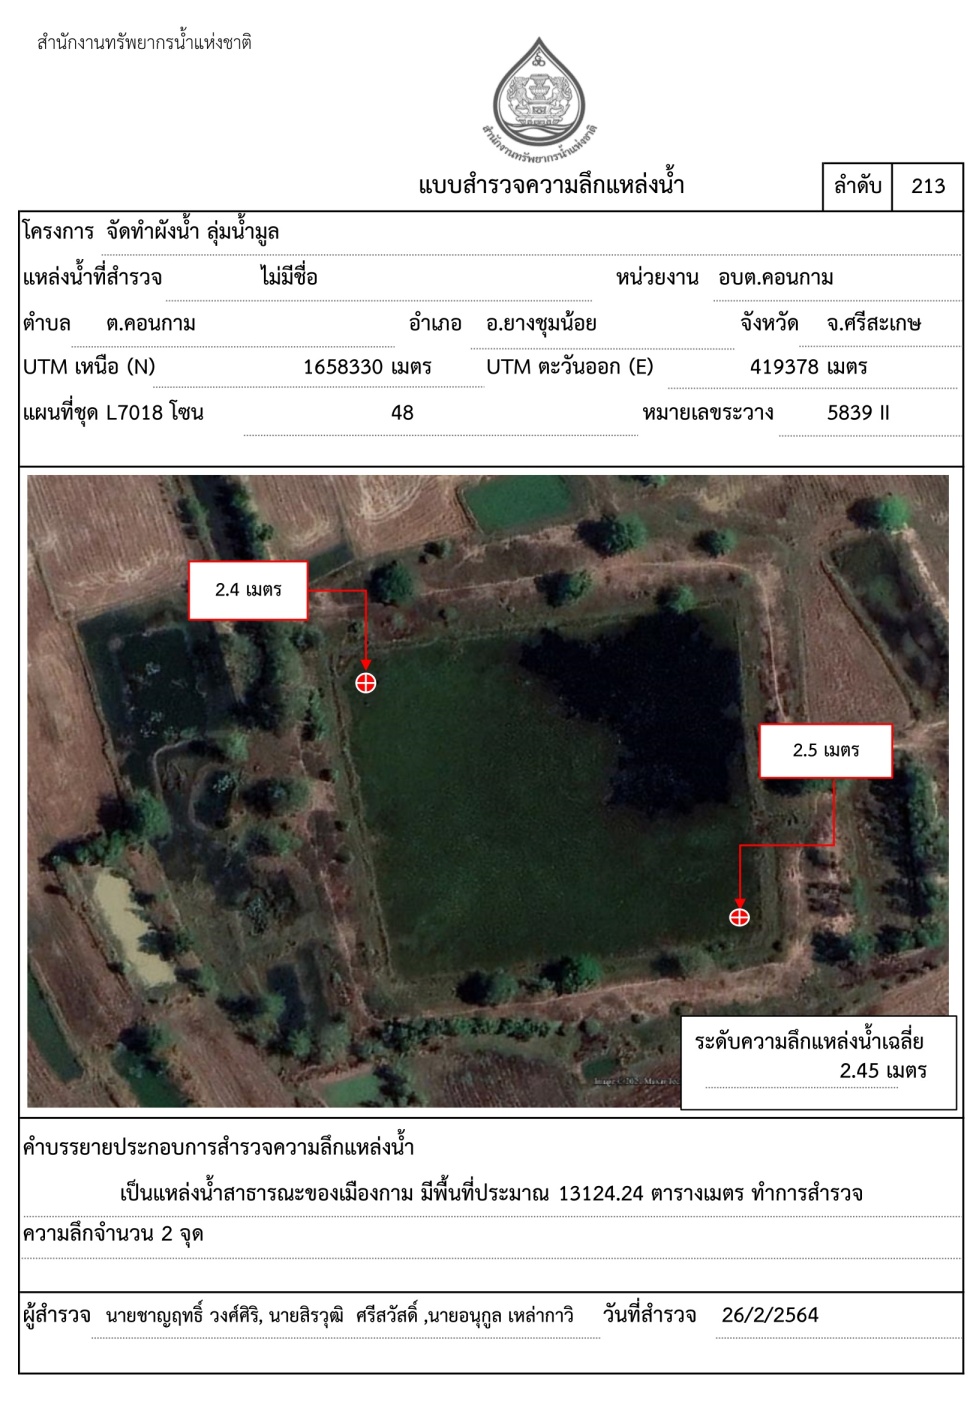 สำนักงานทรัพยากรน้ำแห่งชาติ
สำนักงานทรัพยากรน้ำแห่งชาติ
แบบสำรวจความลึกแหล่งน้ำ
ลำดับ 213
โครงการ จัดทำผังน้ำ ลุ่มน้ำมูล
แหล่งน้ำที่สำรวจ ไม่มีชื่อ หน่วยงาน อบต.คอนกาม
ตำบล ต.คอนกาม อำเภอ อ.ยางชุมน้อย จังหวัด จ.ศรีสะเกษ
UTM เหนือ (N) 1658330 เมตร UTM ตะวันออก (E) 419378 เมตร
แผนที่ชุด L7018 โซน 48 หมายเลขระวาง 5839 II
2.4 เมตร
2.5 เมตร
ระดับความลึกแหล่งน้ำเฉลี่ย
2.45 เมตร
คำบรรยายประกอบการสำรวจความลึกแหล่งน้ำ
เป็นแหล่งน้ำสาธารณะของเมืองกาม มีพื้นที่ประมาณ 13124.24 ตารางเมตร ทำการสำรวจ
ความลึกจำนวน 2 จุด
ผู้สำรวจ นายชาญฤทธิ์ วงศ์ศิริ, นายสิรวุฒิ ศรีสวัสดิ์ ,นายอนุกูล เหล่ากาวิ วันที่สำรวจ 26/2/2564